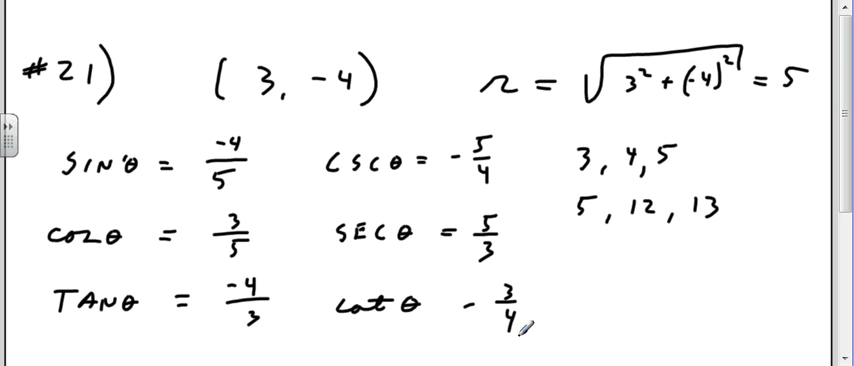 #21) (3, -4) r = √(3² + (-4)²) = 5
SIN θ = -4/5 CSC θ = -5/4 3, 4, 5
5, 12, 13
COS θ = 3/5 SEC θ = 5/3
TAN θ = -4/3 cot θ - 3/4